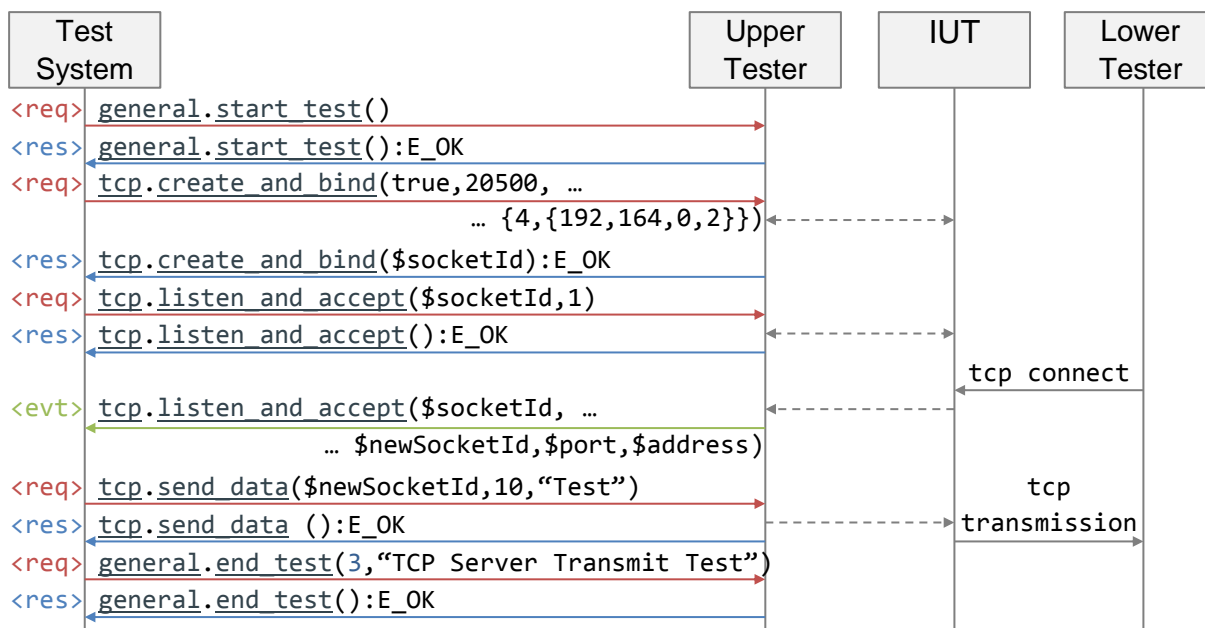 Test
System
Upper
Tester
IUT
Lower
Tester
<req> general.start_test()
<res> general.start_test():E_OK
<req> tcp.create_and_bind(true,20500, …
… {4,{192,164,0,2}})
<res> tcp.create_and_bind($socketId):E_OK
<req> tcp.listen_and_accept($socketId,1)
<res> tcp.listen_and_accept():E_OK
tcp connect
<evt> tcp.listen_and_accept($socketId, …
… $newSocketId,$port,$address)
<req> tcp.send_data($newSocketId,10,“Test”)
tcp
<res> tcp.send_data ():E_OK
transmission
<req> general.end_test(3,“TCP Server Transmit Test”)
<res> general.end_test():E_OK